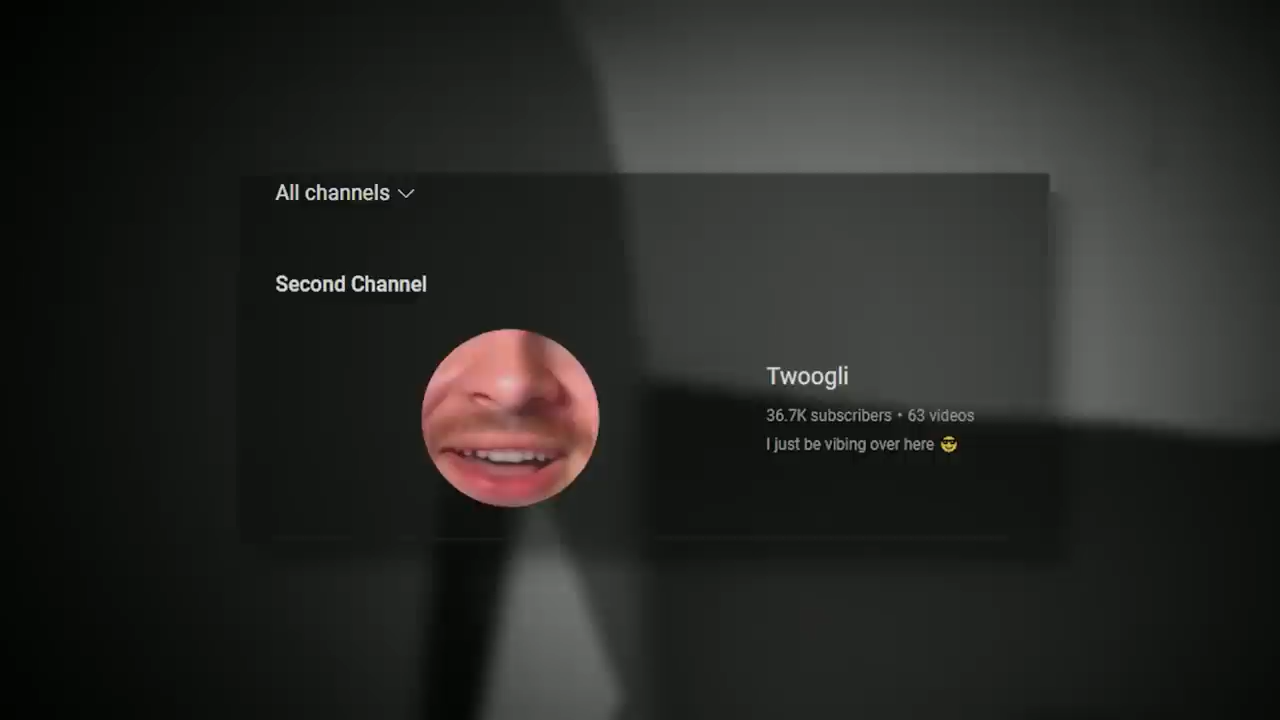 All channels
Second Channel
Twoogli
36.7K subscribers • 63 videos
I just be vibing over here 😎